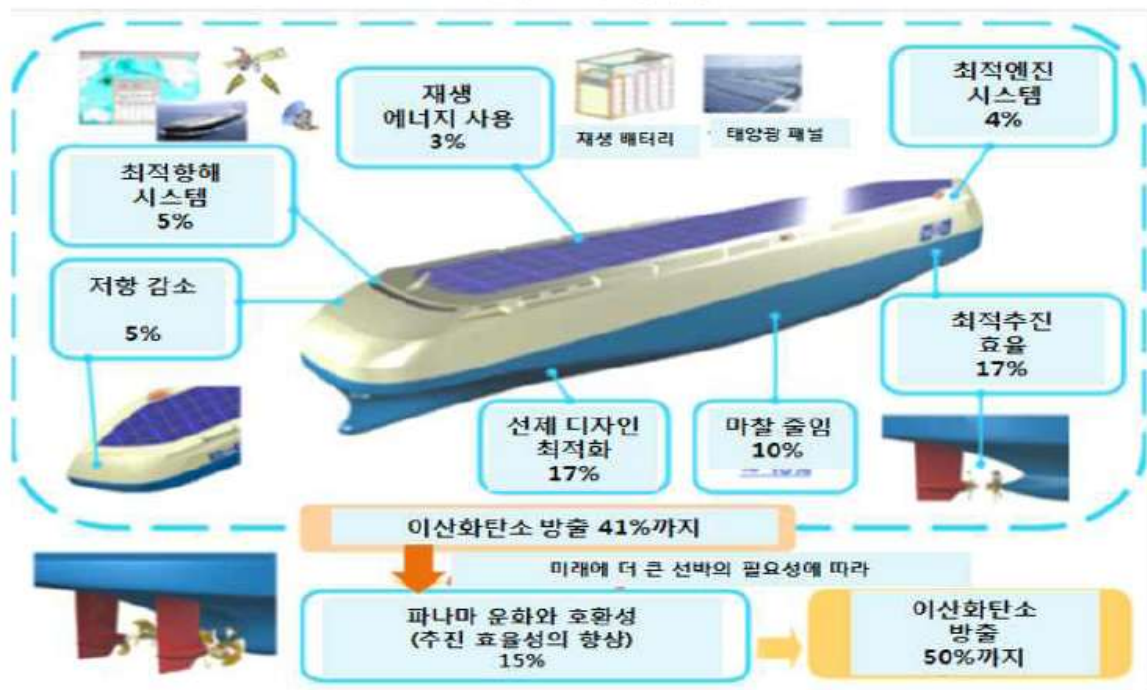 재생
에너지 사용
3%
재생 배터리
태양광 패널
최적엔진
시스템
4%
최적항해
시스템
5%
저항 감소
5%
최적추진
효율
17%
선제 디자인
최적화
17%
마찰 줄임
10%
이산화탄소 방출 41%까지
미래에 더 큰 선바의 필요성에 따라
파나마 운화와 호환성
(추진 효율성의 향상)
15%
이산화탄소
방출
50%까지